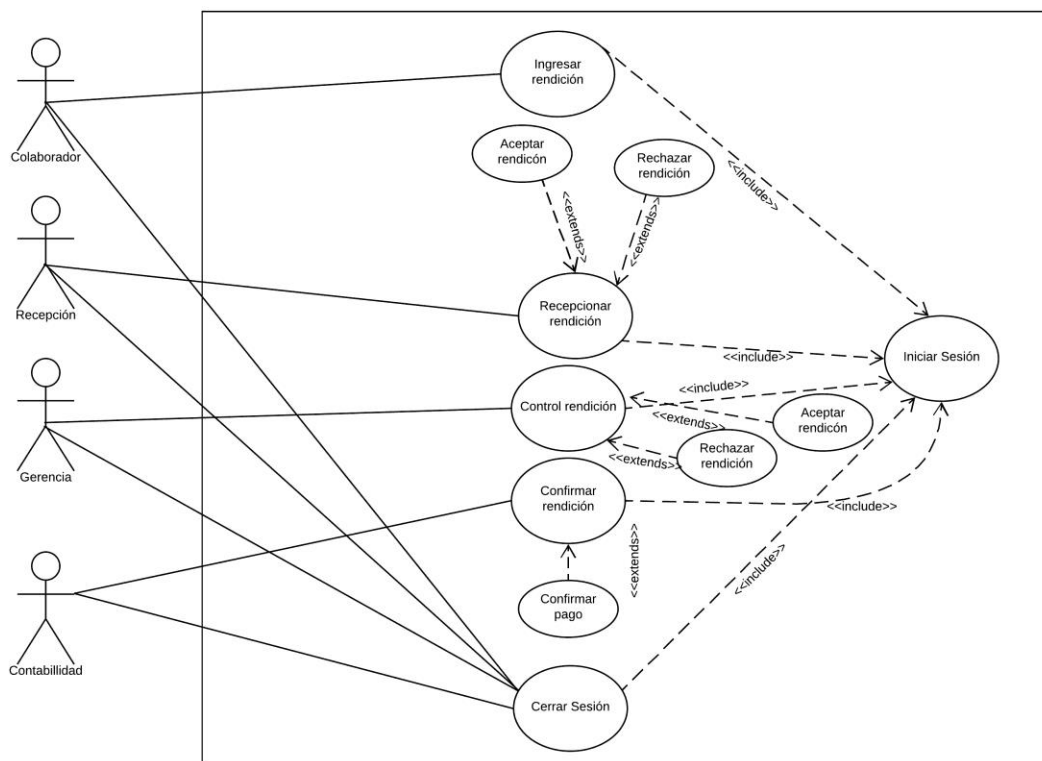 Ingresar
rendición
Colaborador
Aceptar
rendicón
Rechazar
rendición
<<include>>
<<extends>>
<<extends>>
Recepción
Recepcionar
rendición
<<include>>
Iniciar Sesión
Gerencia
Control rendición
<<include>>
<<extends>>
Aceptar
rendicón
<<extends>>
Rechazar
rendición
Confirmar
rendición
<<include>>
<<extends>>
Confirmar
pago
<<include>>
Contabillidad
Cerrar Sesión